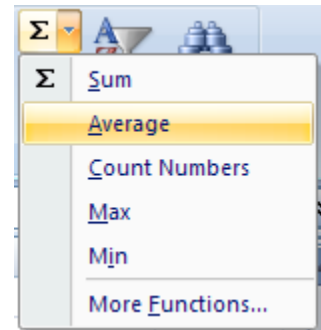 Σ
Σ Sum
Average
Count Numbers
Max
Min
More Functions...